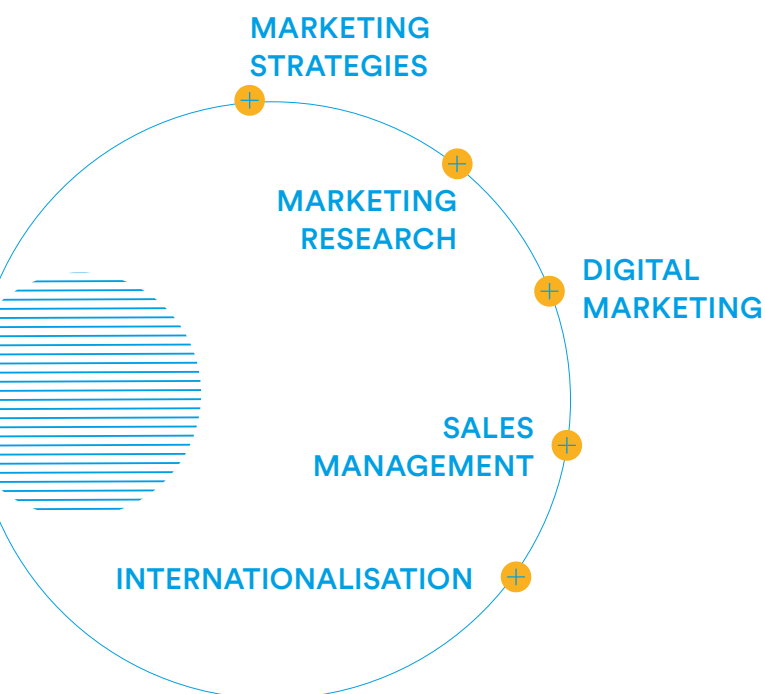 MARKETING
STRATEGIES
MARKETING
RESEARCH
DIGITAL
MARKETING
SALES
MANAGEMENT
INTERNATIONALISATION